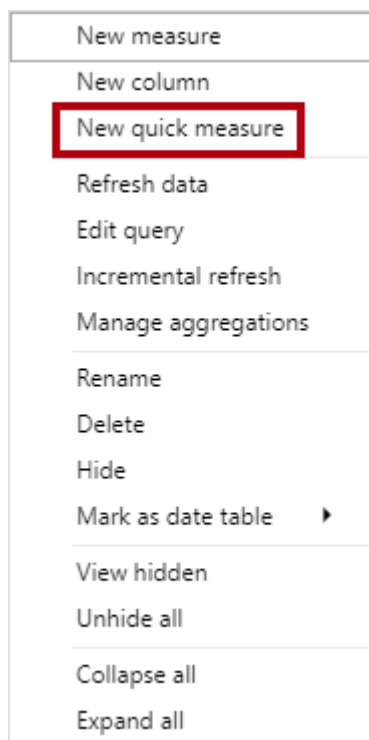 New measure
New column
New quick measure
Refresh data
Edit query
Incremental refresh
Manage aggregations
Rename
Delete
Hide
Mark as date table
View hidden
Unhide all
Collapse all
Expand all